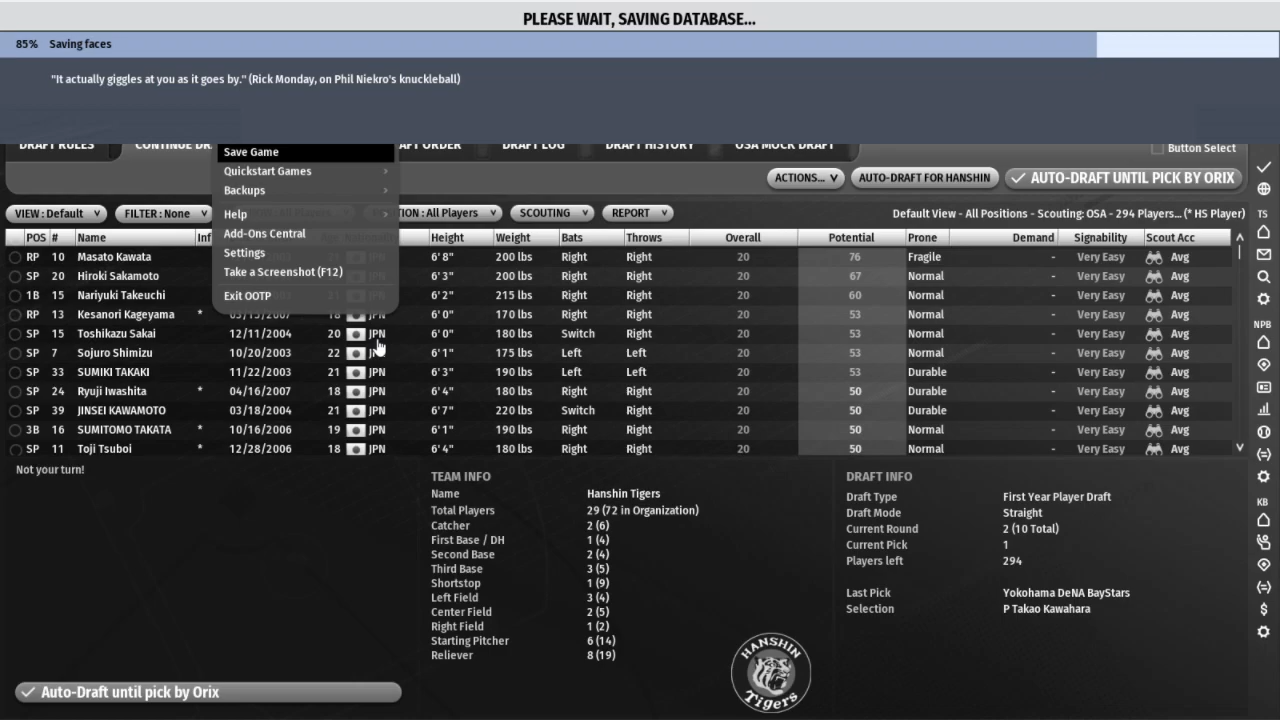 PLEASE WAIT, SAVING DATABASE...
85% Saving faces
"It actually giggles at you as it goes by." (Rick Monday, on Phil Niekro's knuckleball)
DRAFT RULES CONTINUE DR AFT ORDER DRAFT LOG DRAFT HISTORY OSA MOCK DRAFT Button Select
Save Game
Quickstart Games
Backups
Help
Add-Ons Central
Settings
Take a Screenshot (F12)
Exit OOTP
ACTIONS... AUTO-DRAFT FOR HANSHIN AUTO-DRAFT UNTIL PICK BY ORIX
VIEW : Default FILTER : None TION : All Players SCOUTING REPORT Default View - All Positions - Scouting: OSA - 294 Players... (* HS Player)
POS # Name Inf Height Weight Bats Throws Overall Potential Prone Demand Signability Scout Acc
RP 10 Masato Kawata 6' 8" 200 lbs Right Right 20 76 Fragile - Very Easy Avg
SP 20 Hiroki Sakamoto 6' 3" 200 lbs Right Right 20 67 Normal - Very Easy Avg
1B 15 Nariyuki Takeuchi 6' 2" 215 lbs Right Right 20 60 Normal - Very Easy Avg
RP 13 Kesanori Kageyama * 18 JPN 6' 0" 170 lbs Right Right 20 53 Normal - Very Easy Avg
SP 15 Toshikazu Sakai 12/11/2004 20 JPN 6' 0" 180 lbs Switch Right 20 53 Normal - Very Easy Avg
SP 7 Sojuro Shimizu 10/20/2003 22 JPN 6' 1" 175 lbs Left Left 20 53 Normal - Very Easy Avg
SP 33 SUMIKI TAKAKI 11/22/2003 21 JPN 6' 3" 190 lbs Left Left 20 53 Durable - Very Easy Avg
SP 24 Ryuji Iwashita * 04/16/2007 18 JPN 6' 4" 180 lbs Right Right 20 50 Durable - Very Easy Avg
SP 39 JINSEI KAWAMOTO 03/18/2004 21 JPN 6' 7" 220 lbs Switch Right 20 50 Durable - Very Easy Avg
3B 16 SUMITOMO TAKATA * 10/16/2006 19 JPN 6' 1" 190 lbs Right Right 20 50 Normal - Very Easy Avg
SP 11 Toji Tsuboi * 12/28/2006 18 JPN 6' 4" 180 lbs Right Right 20 50 Normal - Very Easy Avg
Not your turn!
TEAM INFO
Name Hanshin Tigers
Total Players 29 (72 in Organization)
Catcher 2 (6)
First Base / DH 1 (4)
Second Base 2 (4)
Third Base 3 (5)
Shortstop 1 (9)
Left Field 3 (4)
Center Field 2 (5)
Right Field 1 (2)
Starting Pitcher 6 (14)
Reliever 8 (19)
HANSHIN
Tigers
DRAFT INFO
Draft Type First Year Player Draft
Draft Mode Straight
Current Round 2 (10 Total)
Current Pick 1
Players left 294
Last Pick Yokohama DeNA BayStars
Selection P Takao Kawahara
Auto-Draft until pick by Orix
TS
NPB
KB